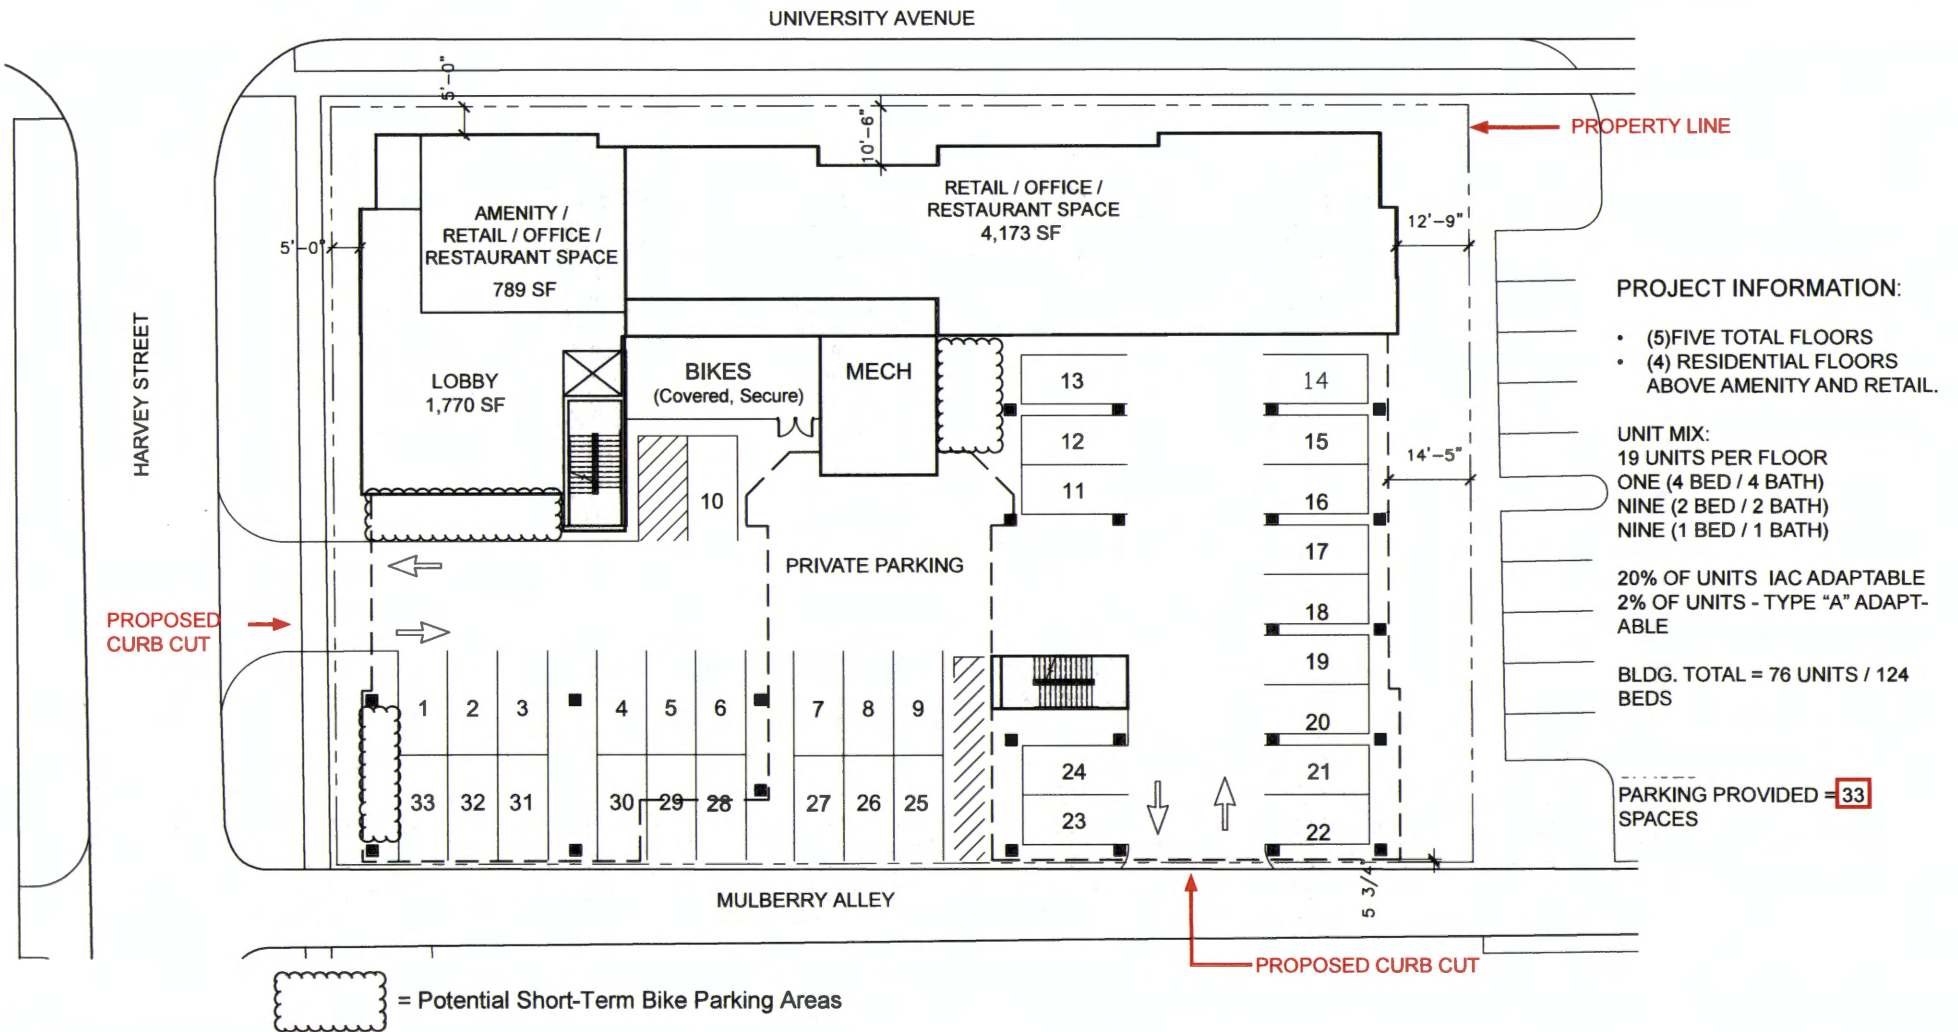 UNIVERSITY AVENUE
5'-0"
10'-6"
PROPERTY LINE
RETAIL / OFFICE /
RESTAURANT SPACE
4,173 SF
AMENITY /
RETAIL / OFFICE /
RESTAURANT SPACE
789 SF
12'-9"
5'-0"
PROJECT INFORMATION:
• (5)FIVE TOTAL FLOORS
• (4) RESIDENTIAL FLOORS
ABOVE AMENITY AND RETAIL.
UNIT MIX:
19 UNITS PER FLOOR
ONE (4 BED / 4 BATH)
NINE (2 BED / 2 BATH)
NINE (1 BED / 1 BATH)
20% OF UNITS IAC ADAPTABLE
2% OF UNITS - TYPE “A” ADAPT-
ABLE
BLDG. TOTAL = 76 UNITS / 124
BEDS
PARKING PROVIDED = 33
SPACES
HARVEY STREET
LOBBY
1,770 SF
BIKES
(Covered, Secure)
MECH
13
14
12
15
14'-5"
11
16
10
17
PRIVATE PARKING
18
PROPOSED
CURB CUT
19
1 2 3 4 5 6 7 8 9
20
24
21
33 32 31 30 29 28 27 26 25
23
22
5 3/4
MULBERRY ALLEY
PROPOSED CURB CUT
= Potential Short-Term Bike Parking Areas